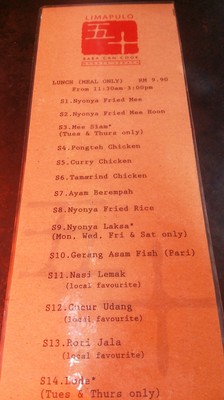 LIMAPULO
五十
BABA CAN COOK
LUNCH (MEAL ONLY) RM 9.90
From 11:30am-3:00pm
S1.Nyonya Fried Mee
S2.Nyonya Fried Mee Hoon
S3.Mee Siam*
(Tues & Thurs only)
S4.Pongteh Chicken
S5.Curry Chicken
S6.Tamarind Chicken
S7.Ayam Berempah
S8.Nyonya Fried Rice
S9.Nyonya Laksa*
(Mon, Wed, Fri & Sat only)
S10.Gerang Asam Fish (Pari)
S11.Nasi Lemak
(local favourite)
S12.Cucur Udang
(local favourite)
S13.Roti Jala
(local favourite)
S14.Lode*
(Tues & Thurs only)